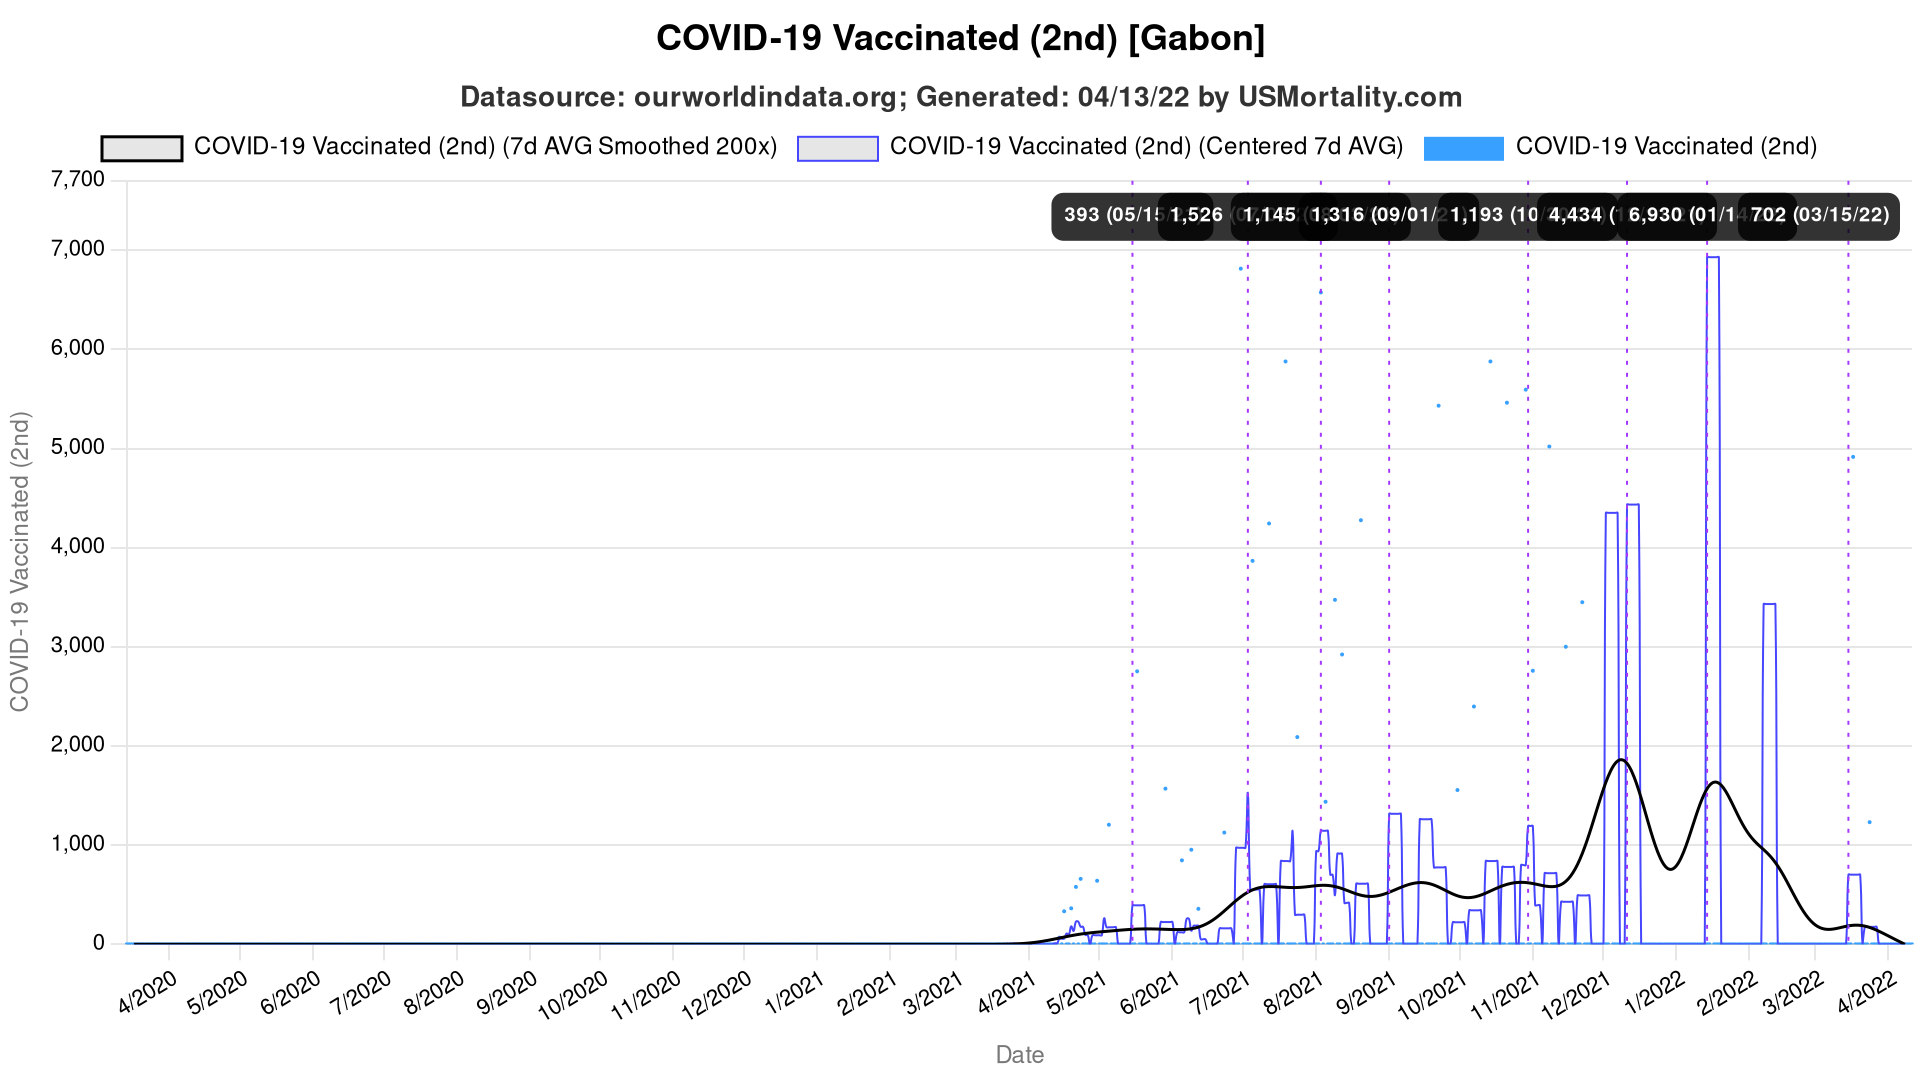 COVID-19 Vaccinated (2nd) [Gabon]
Datasource: ourworldindata.org; Generated: 04/13/22 by USMortality.com
COVID-19 Vaccinated (2nd) (7d AVG Smoothed 200x) COVID-19 Vaccinated (2nd) (Centered 7d AVG) COVID-19 Vaccinated (2nd)
7,700
393 (05/15 1,526 1,145 1,316 (09/01/ 1,193 (10 4,434 ( 6,930 (01/14 702 (03/15/22)
7,000
6,000
5,000
4,000
3,000
2,000
1,000
0
COVID-19 Vaccinated (2nd)
4/2020 5/2020 6/2020 7/2020 8/2020 9/2020 10/2020 11/2020 12/2020 1/2021 2/2021 3/2021 4/2021 5/2021 6/2021 7/2021 8/2021 9/2021 10/2021 11/2021 12/2021 1/2022 2/2022 3/2022 4/2022
Date